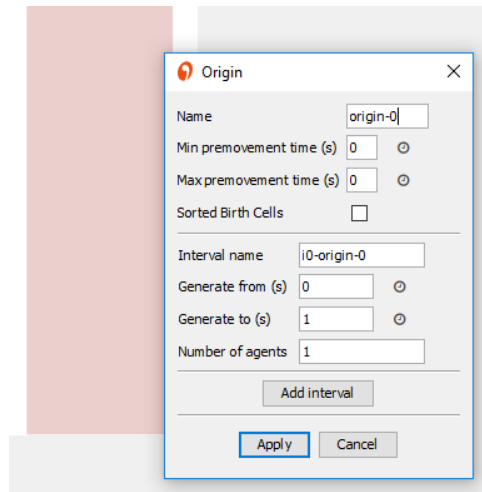 Origin
Name origin-0
Min premovement time (s) 0
Max premovement time (s) 0
Sorted Birth Cells
Interval name i0-origin-0
Generate from (s) 0
Generate to (s) 1
Number of agents 1
Add interval
Apply Cancel